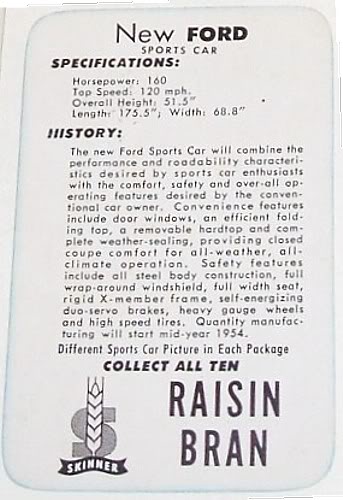 New FORD
SPORTS CAR
SPECIFICATIONS:
Horsepower: 160
Top Speed: 120 mph.
Overall Height: 51.5"
Length: 175.5"; Width: 68.8"
HISTORY:
The new Ford Sports Car will combine the
performance and roadability characteri-
stics desired by sports car enthusiasts
with the comfort, safety and over-all op-
erating features desired by the conven-
tional car owner. Convenience features
include door windows, an efficient fold-
ing top, a removable hardtop and com-
plete weather-sealing, providing closed
coupe comfort for all-weather, all-
climate operation. Safety features
include all steel body construction, full
wrap-around windshield, full width seat,
rigid X-member frame, self-energizing
duo-servo brakes, heavy gauge wheels
and high speed tires. Quantity manufac-
turing will start mid-year 1954.
Different Sports Car Picture in Each Package
COLLECT ALL TEN
S
SKINNER
RAISIN
BRAN